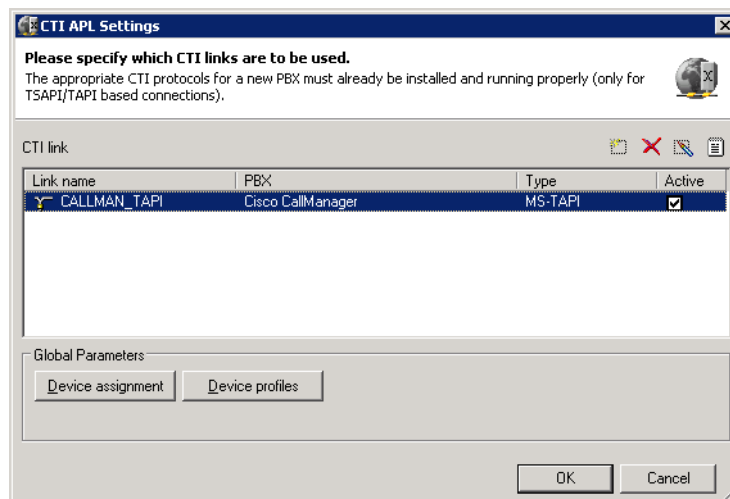 CTI APL Settings
Please specify which CTI links are to be used.
The appropriate CTI protocols for a new PBX must already be installed and running properly (only for
TSAPI/TAPI based connections).
CTI link
Link name PBX Type Active
CALLMAN_TAPI Cisco CallManager MS-TAPI
Global Parameters
Device assignment Device profiles
OK Cancel